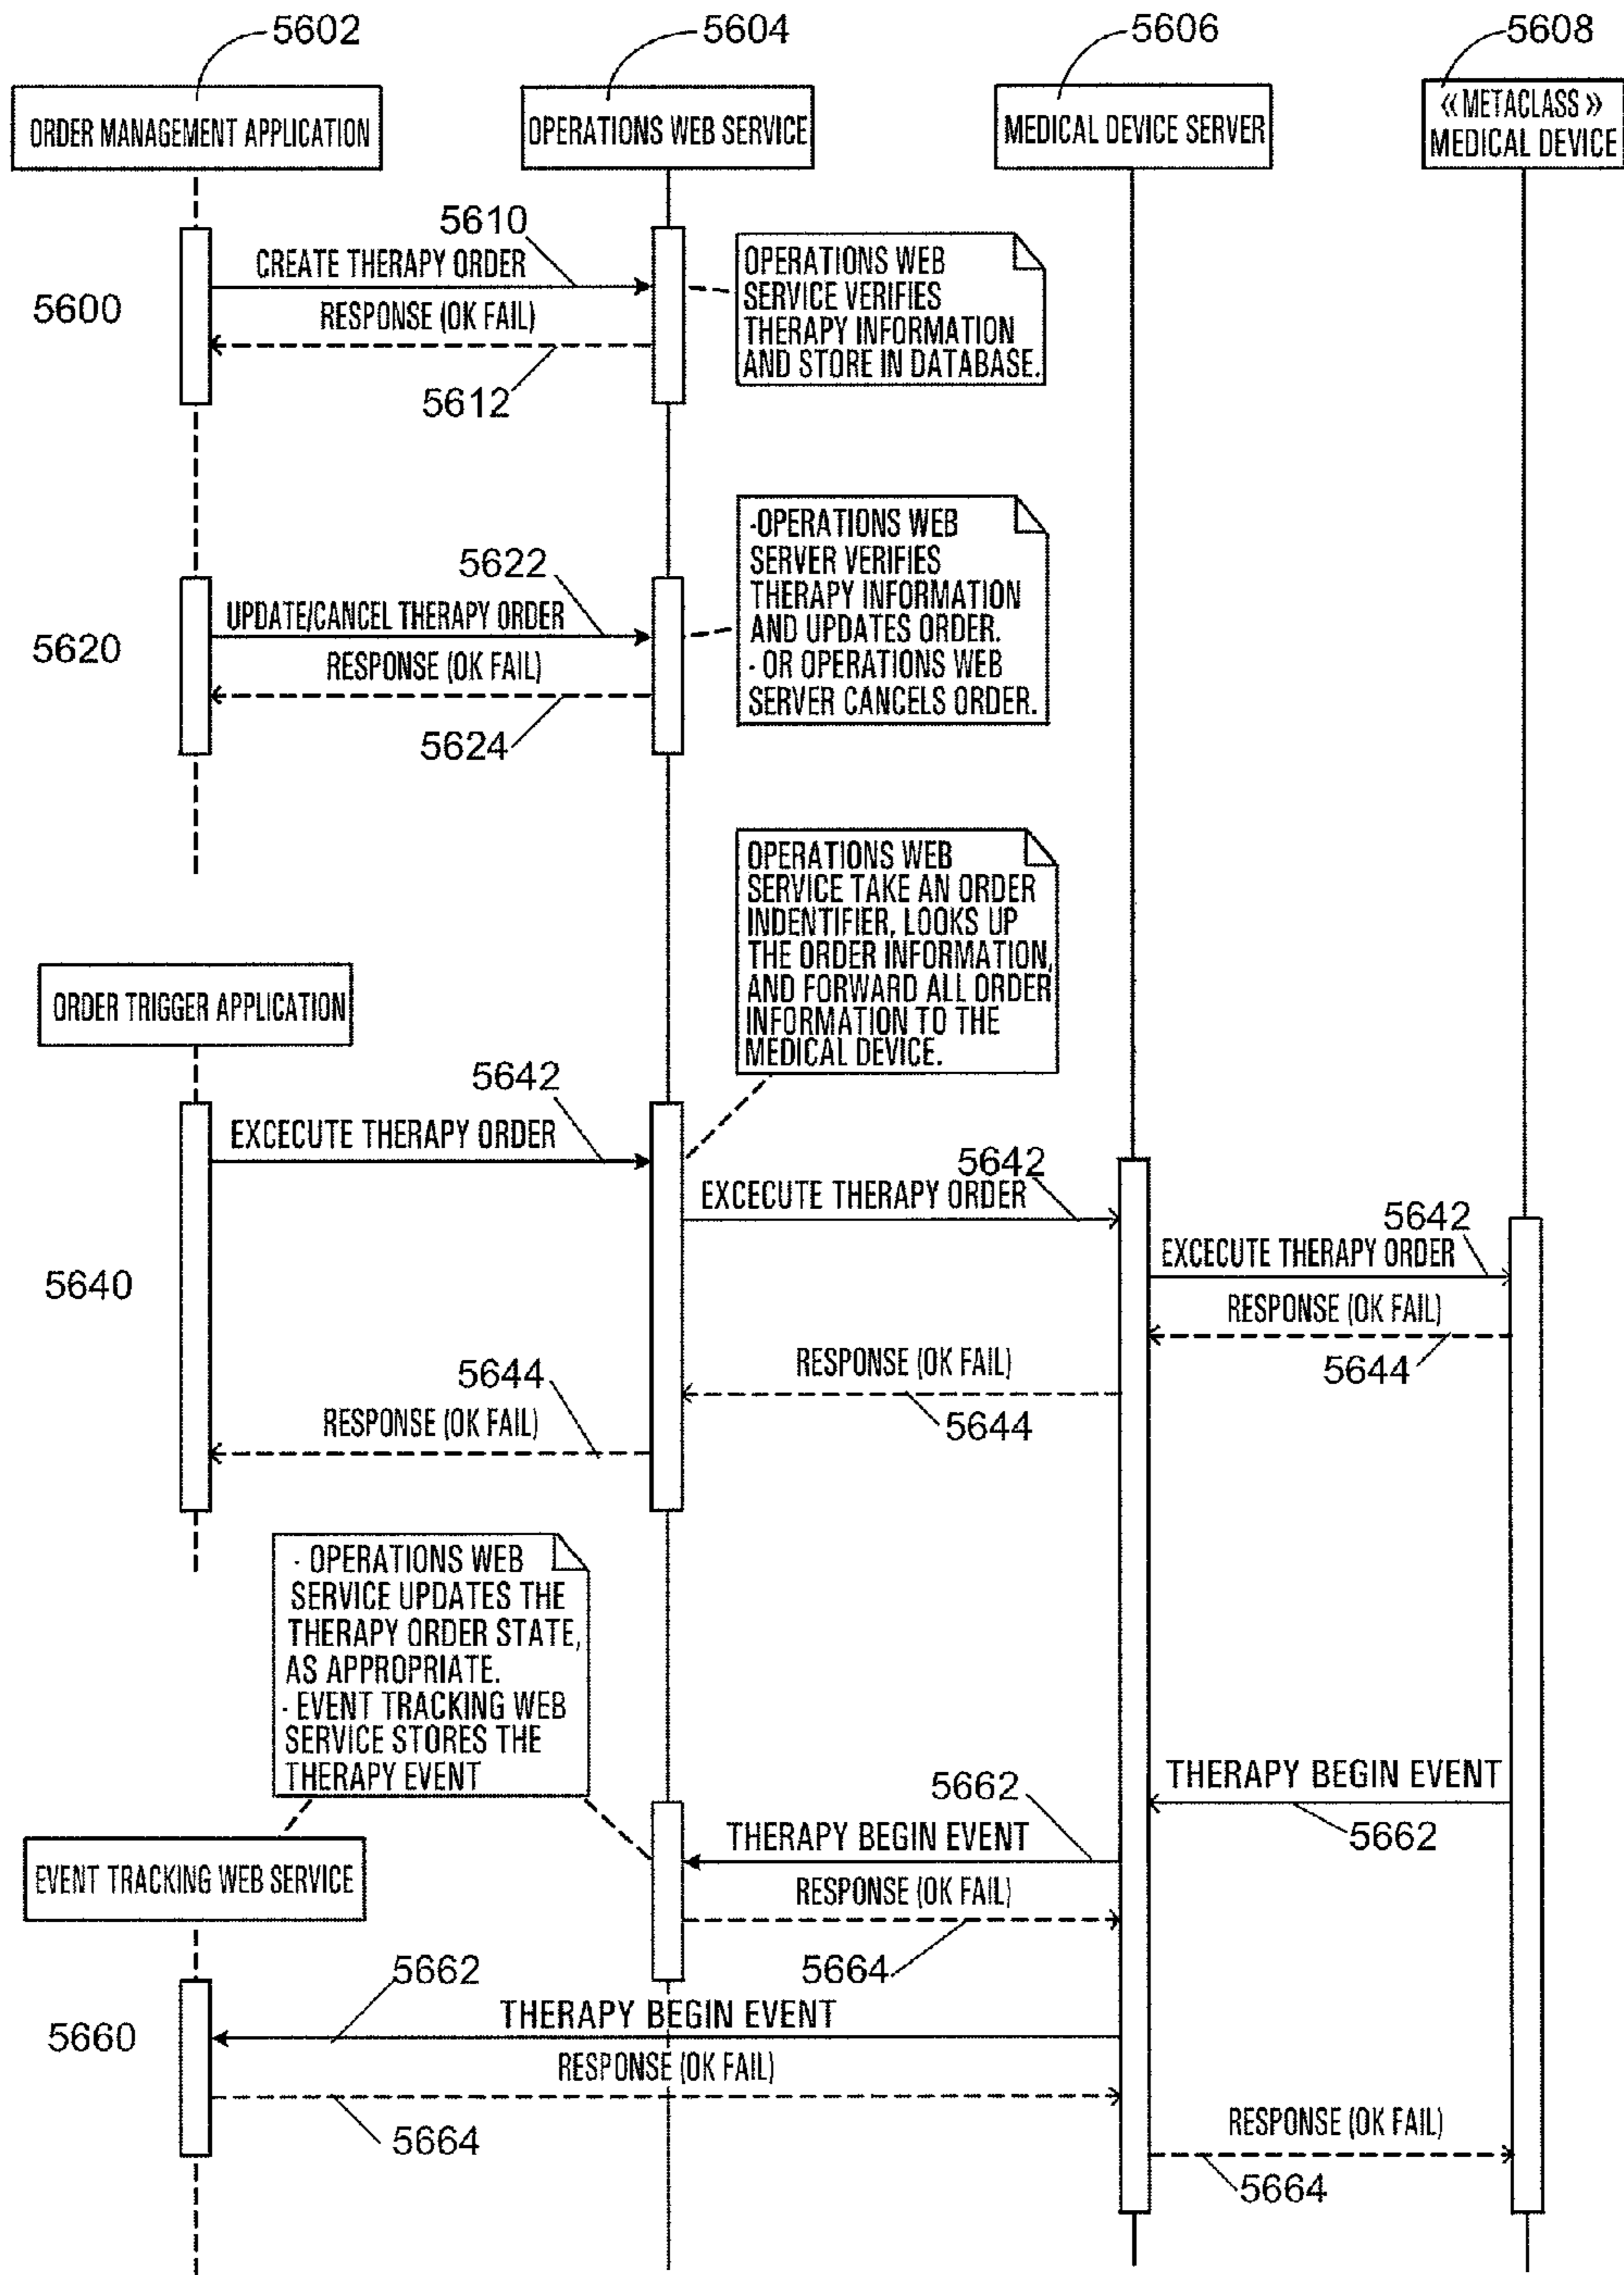 5602
5604
5606
5608
ORDER MANAGEMENT APPLICATION
OPERATIONS WEB SERVICE
MEDICAL DEVICE SERVER
«METACLASS»
MEDICAL DEVICE
5600
5610
CREATE THERAPY ORDER
RESPONSE (OK FAIL)
5612
OPERATIONS WEB
SERVICE VERIFIES
THERAPY INFORMATION
AND STORE IN DATABASE.
5620
5622
UPDATE/CANCEL THERAPY ORDER
RESPONSE (OK FAIL)
5624
-OPERATIONS WEB
SERVER VERIFIES
THERAPY INFORMATION
AND UPDATES ORDER.
- OR OPERATIONS WEB
SERVER CANCELS ORDER.
OPERATIONS WEB
SERVICE TAKE AN ORDER
INDENTIFIER, LOOKS UP
THE ORDER INFORMATION,
AND FORWARD ALL ORDER
INFORMATION TO THE
MEDICAL DEVICE.
ORDER TRIGGER APPLICATION
5642
EXCECUTE THERAPY ORDER
5642
EXCECUTE THERAPY ORDER
5642
EXCECUTE THERAPY ORDER
5640
RESPONSE (OK FAIL)
5644
RESPONSE (OK FAIL)
5644
5644
RESPONSE (OK FAIL)
- OPERATIONS WEB
SERVICE UPDATES THE
THERAPY ORDER STATE,
AS APPROPRIATE.
- EVENT TRACKING WEB
SERVICE STORES THE
THERAPY EVENT
THERAPY BEGIN EVENT
5662
5662
THERAPY BEGIN EVENT
RESPONSE (OK FAIL)
5664
EVENT TRACKING WEB SERVICE
5662
THERAPY BEGIN EVENT
5660
RESPONSE (OK FAIL)
5664
RESPONSE (OK FAIL)
5664